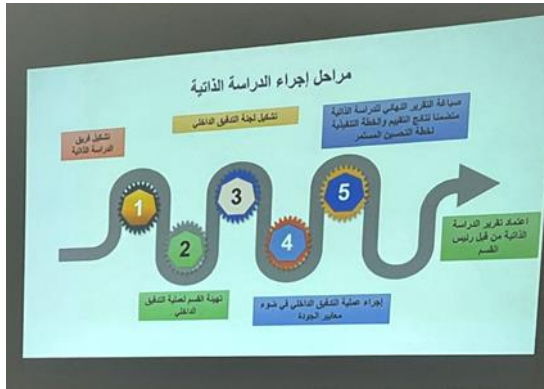 مراحل إجراء الدراسة الذاتية
تشكيل فريق
الدراسة الذاتية
1
تهيئة القسم لعملية التدقيق
الداخلي
2
تشكيل لجنة التدقيق الداخلي
3
إجراء عملية التدقيق الداخلي في ضوء
معايير الجودة
4
صياغة التقرير النهائي للدراسة الذاتية
متضمنا نتائج التقييم والخطة التنفيذية
لخطة التحسين المستمر
5
اعتماد تقرير الدراسة
الذاتية من قبل رئيس
القسم